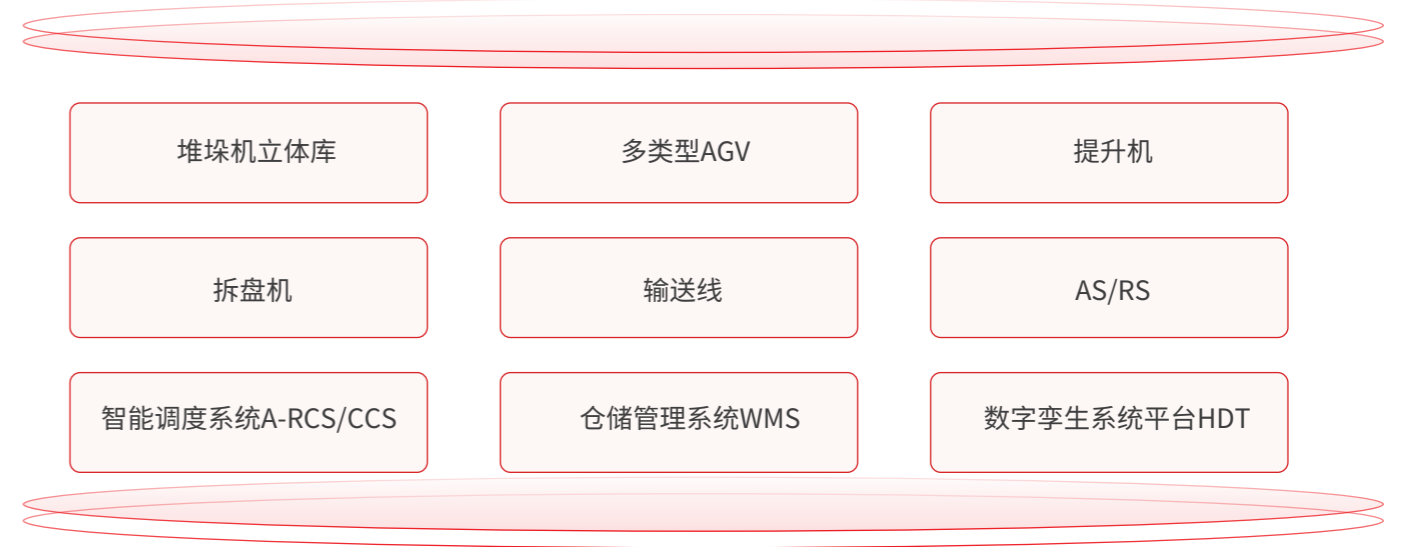 堆垛机立体库
多类型AGV
提升机
拆盘机
输送线
AS/RS
智能调度系统A-RCS/CCS
仓储管理系统WMS
数字孪生系统平台HDT